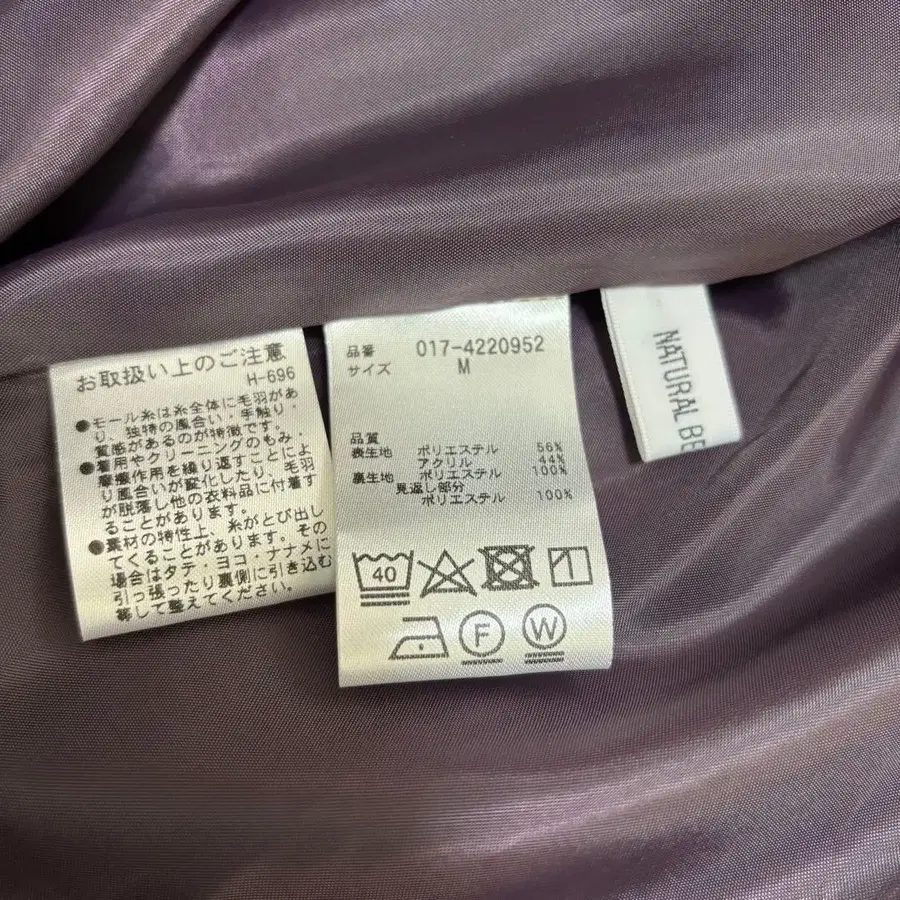 お取扱い上のご注意
H-696
●モール糸は糸全体に毛羽があ
り、独特の風合い・手触り・
質感があるのが特徴です。
●着用やクリーニングのもみ・
摩擦作用を繰り返すことによ
り風合いが変化したり、毛羽
が脱落し他の衣料品に付着す
ることがあります。
●素材の特性上、糸がとび出し
てくることがあります。その
場合はタテ・ヨコ・ナナメに
引っ張ったり裏側に引き込む
等して整えてください。
品番 017-4220952
サイズ M
品質
表生地 ポリエステル 56%
アクリル 44%
裏生地 ポリエステル 100%
見返し部分
ポリエステル 100%
40
F W
NATURAL BE